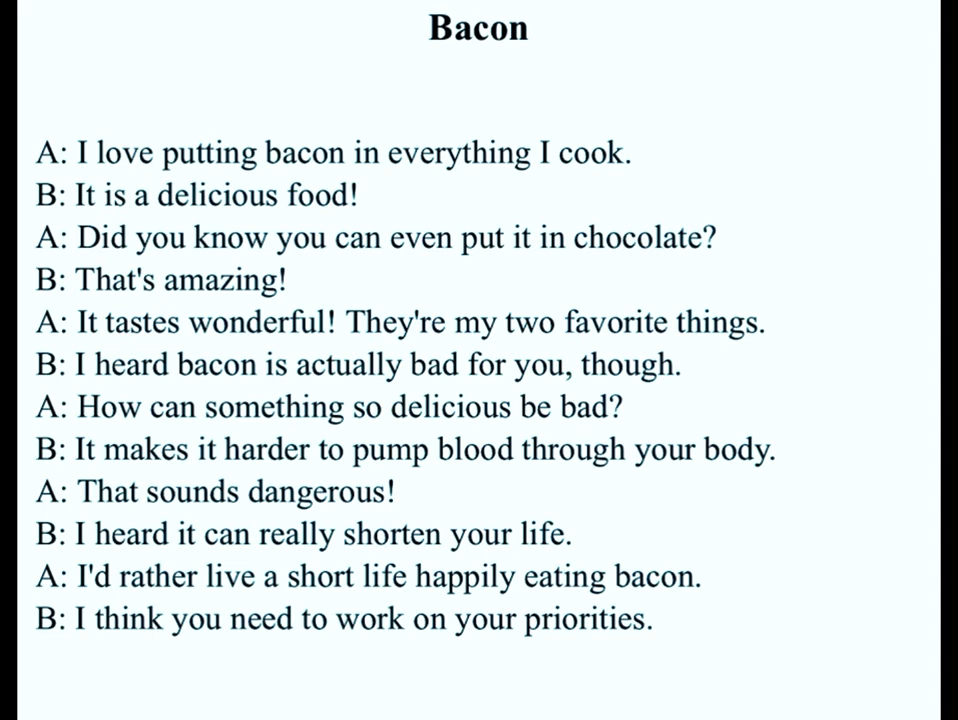 Bacon
A: I love putting bacon in everything I cook.
B: It is a delicious food!
A: Did you know you can even put it in chocolate?
B: That's amazing!
A: It tastes wonderful! They're my two favorite things.
B: I heard bacon is actually bad for you, though.
A: How can something so delicious be bad?
B: It makes it harder to pump blood through your body.
A: That sounds dangerous!
B: I heard it can really shorten your life.
A: I'd rather live a short life happily eating bacon.
B: I think you need to work on your priorities.